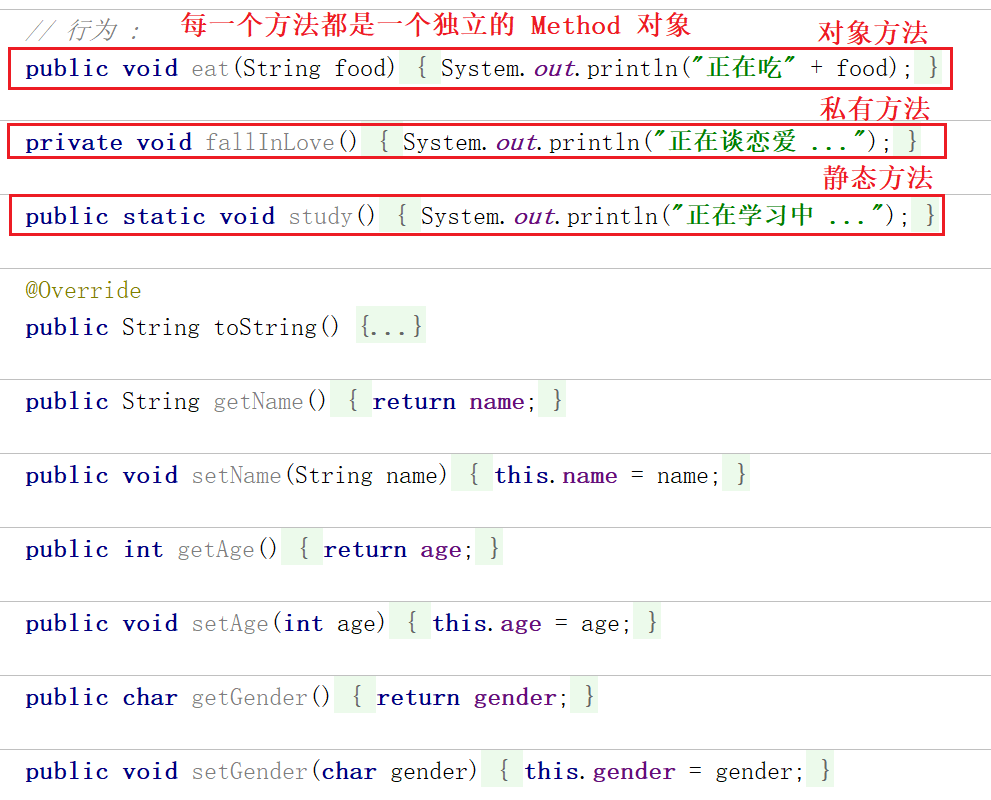 // 行为 : 每一个方法都是一个独立的 Method 对象 对象方法
public void eat(String food) { System.out.println("正在吃" + food); }
私有方法
private void fallInLove() { System.out.println("正在谈恋爱 ..."); }
静态方法
public static void study() { System.out.println("正在学习中 ..."); }
@Override
public String toString() {...}
public String getName() { return name; }
public void setName(String name) { this.name = name; }
public int getAge() { return age; }
public void setAge(int age) { this.age = age; }
public char getGender() { return gender; }
public void setGender(char gender) { this.gender = gender; }